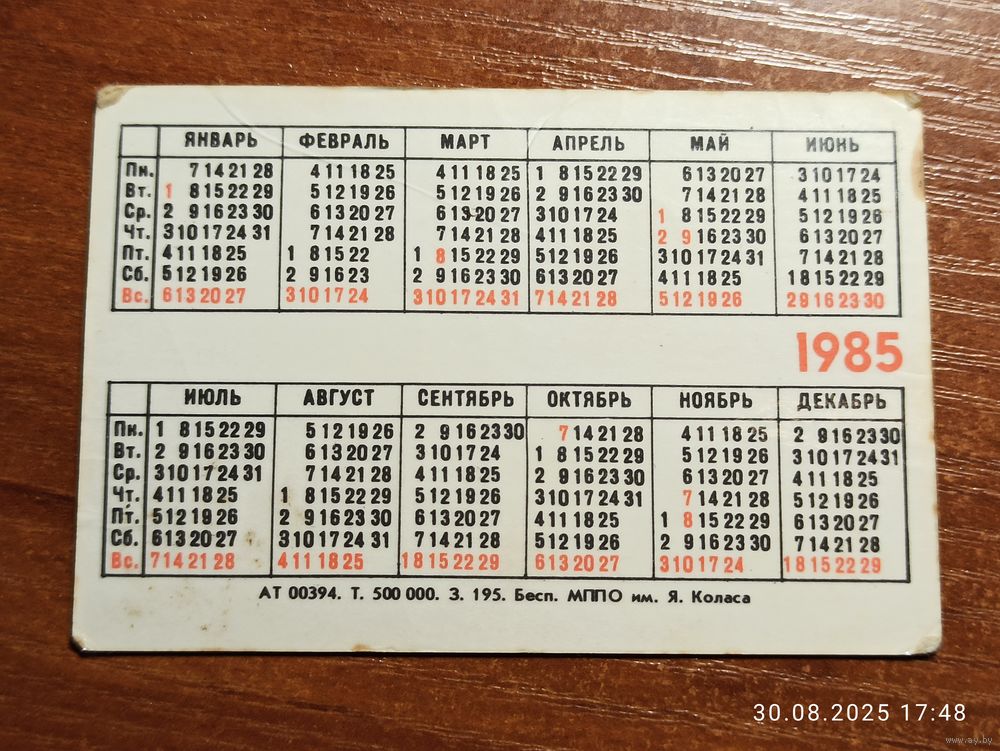 ЯНВАРЬ ФЕВРАЛЬ МАРТ АПРЕЛЬ МАЙ ИЮНЬ
Пн. 7 14 21 28 4 11 18 25 4 11 18 25 1 8 15 22 29 6 13 20 27 3 10 17 24
Вт. 1 8 15 22 29 5 12 19 26 5 12 19 26 2 9 16 23 30 7 14 21 28 4 11 18 25
Ср. 2 9 16 23 30 6 13 20 27 6 13 20 27 3 10 17 24 1 8 15 22 29 5 12 19 26
Чт. 3 10 17 24 31 7 14 21 28 7 14 21 28 4 11 18 25 2 9 16 23 30 6 13 20 27
Пт. 4 11 18 25 1 8 15 22 1 8 15 22 29 5 12 19 26 3 10 17 24 31 7 14 21 28
Сб. 5 12 19 26 2 9 16 23 2 9 16 23 30 6 13 20 27 4 11 18 25 1 8 15 22 29
Вс. 6 13 20 27 3 10 17 24 3 10 17 24 31 7 14 21 28 5 12 19 26 2 9 16 23 30
1985
ИЮЛЬ АВГУСТ СЕНТЯБРЬ ОКТЯБРЬ НОЯБРЬ ДЕКАБРЬ
Пн. 1 8 15 22 29 5 12 19 26 2 9 16 23 30 7 14 21 28 4 11 18 25 2 9 16 23 30
Вт. 2 9 16 23 30 6 13 20 27 3 10 17 24 1 8 15 22 29 5 12 19 26 3 10 17 24 31
Ср. 3 10 17 24 31 7 14 21 28 4 11 18 25 2 9 16 23 30 6 13 20 27 4 11 18 25
Чт. 4 11 18 25 1 8 15 22 29 5 12 19 26 3 10 17 24 31 7 14 21 28 5 12 19 26
Пт. 5 12 19 26 2 9 16 23 30 6 13 20 27 4 11 18 25 1 8 15 22 29 6 13 20 27
Сб. 6 13 20 27 3 10 17 24 31 7 14 21 28 5 12 19 26 2 9 16 23 30 7 14 21 28
Вс. 7 14 21 28 4 11 18 25 1 8 15 22 29 6 13 20 27 3 10 17 24 1 8 15 22 29
АТ 00394. Т. 500 000. З. 195. Бесп. МППО им. Я. Коласа
30.08.2025 17:48
www.ay.by